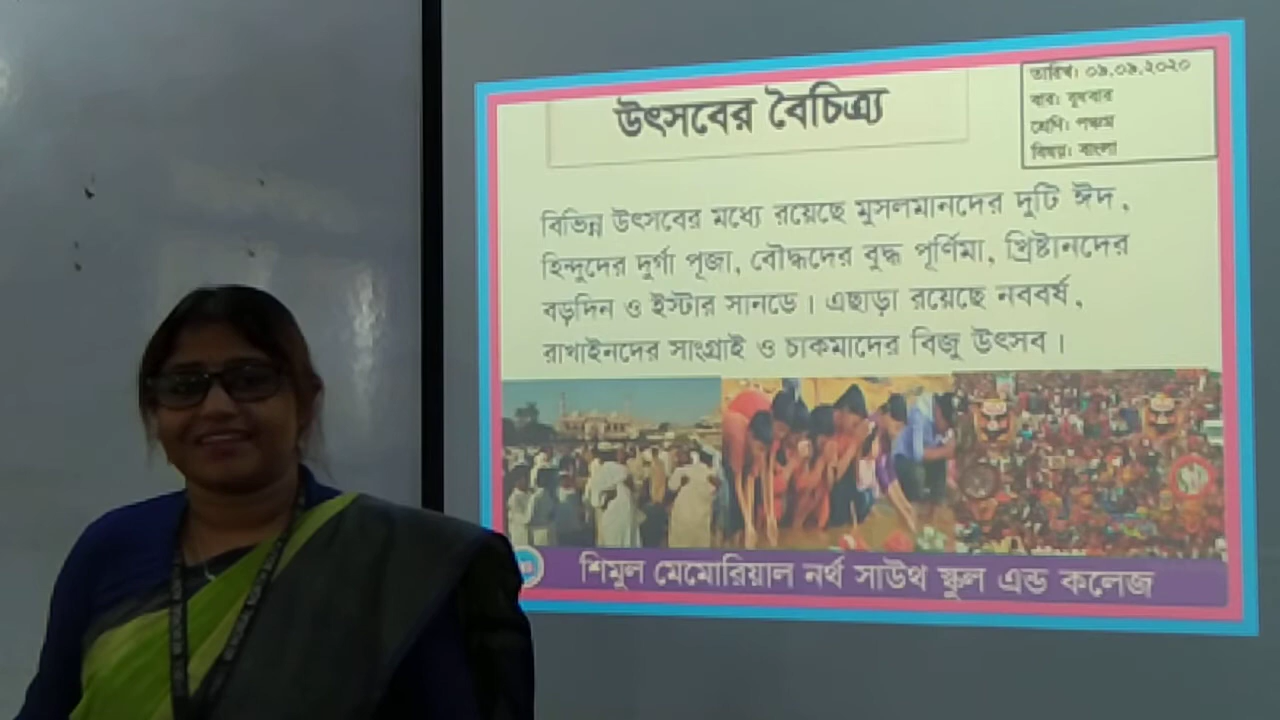 উৎসবের বৈচিত্র্য
তারিখ: ০৯.০৯.২০২০
বার: বুধবার
শ্রেণি: পঞ্চম
বিষয়: বাংলা
বিভিন্ন উৎসবের মধ্যে রয়েছে মুসলমানদের দুটি ঈদ,
হিন্দুদের দুর্গা পূজা, বৌদ্ধদের বুদ্ধ পূর্ণিমা, খ্রিষ্টানদের
বড়দিন ও ইস্টার সানডে। এছাড়া রয়েছে নববর্ষ,
রাখাইনদের সাংগ্রাই ও চাকমাদের বিজু উৎসব।
শিমুল মেমোরিয়াল নর্থ সাউথ স্কুল এন্ড কলেজ